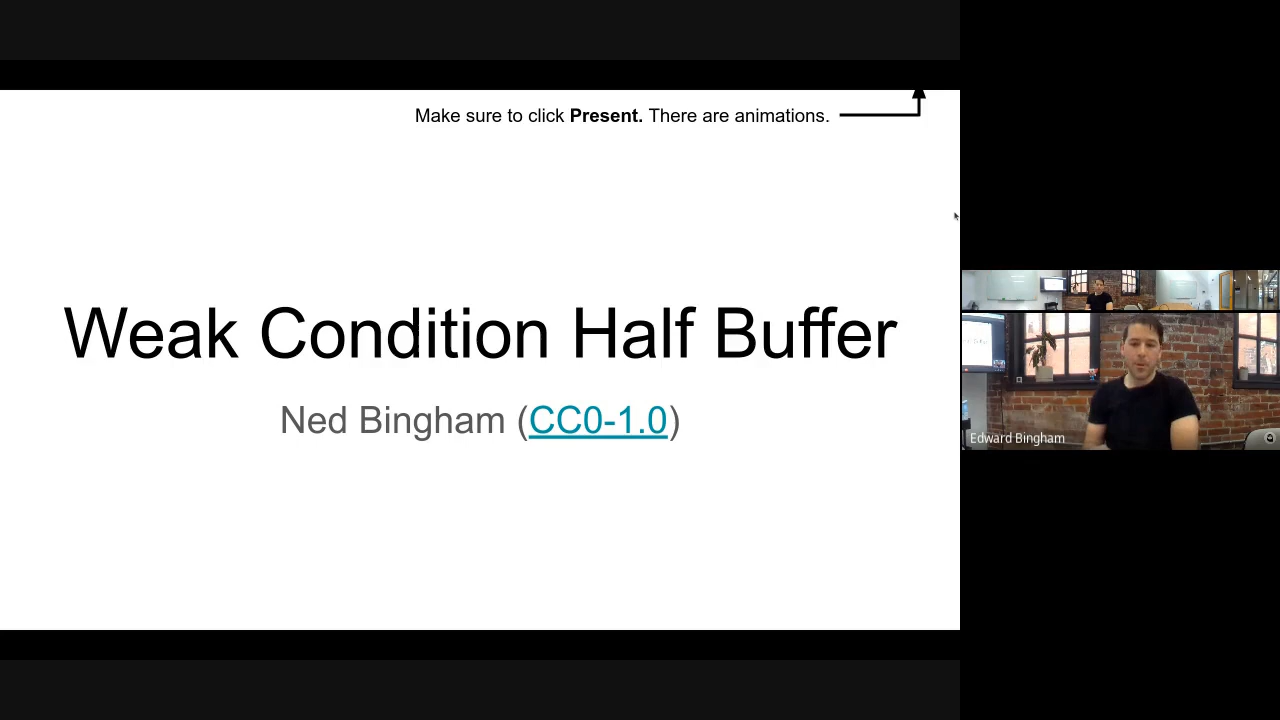 Make sure to click Present. There are animations.
Weak Condition Half Buffer
Ned Bingham (CC0-1.0)
Edward Bingham